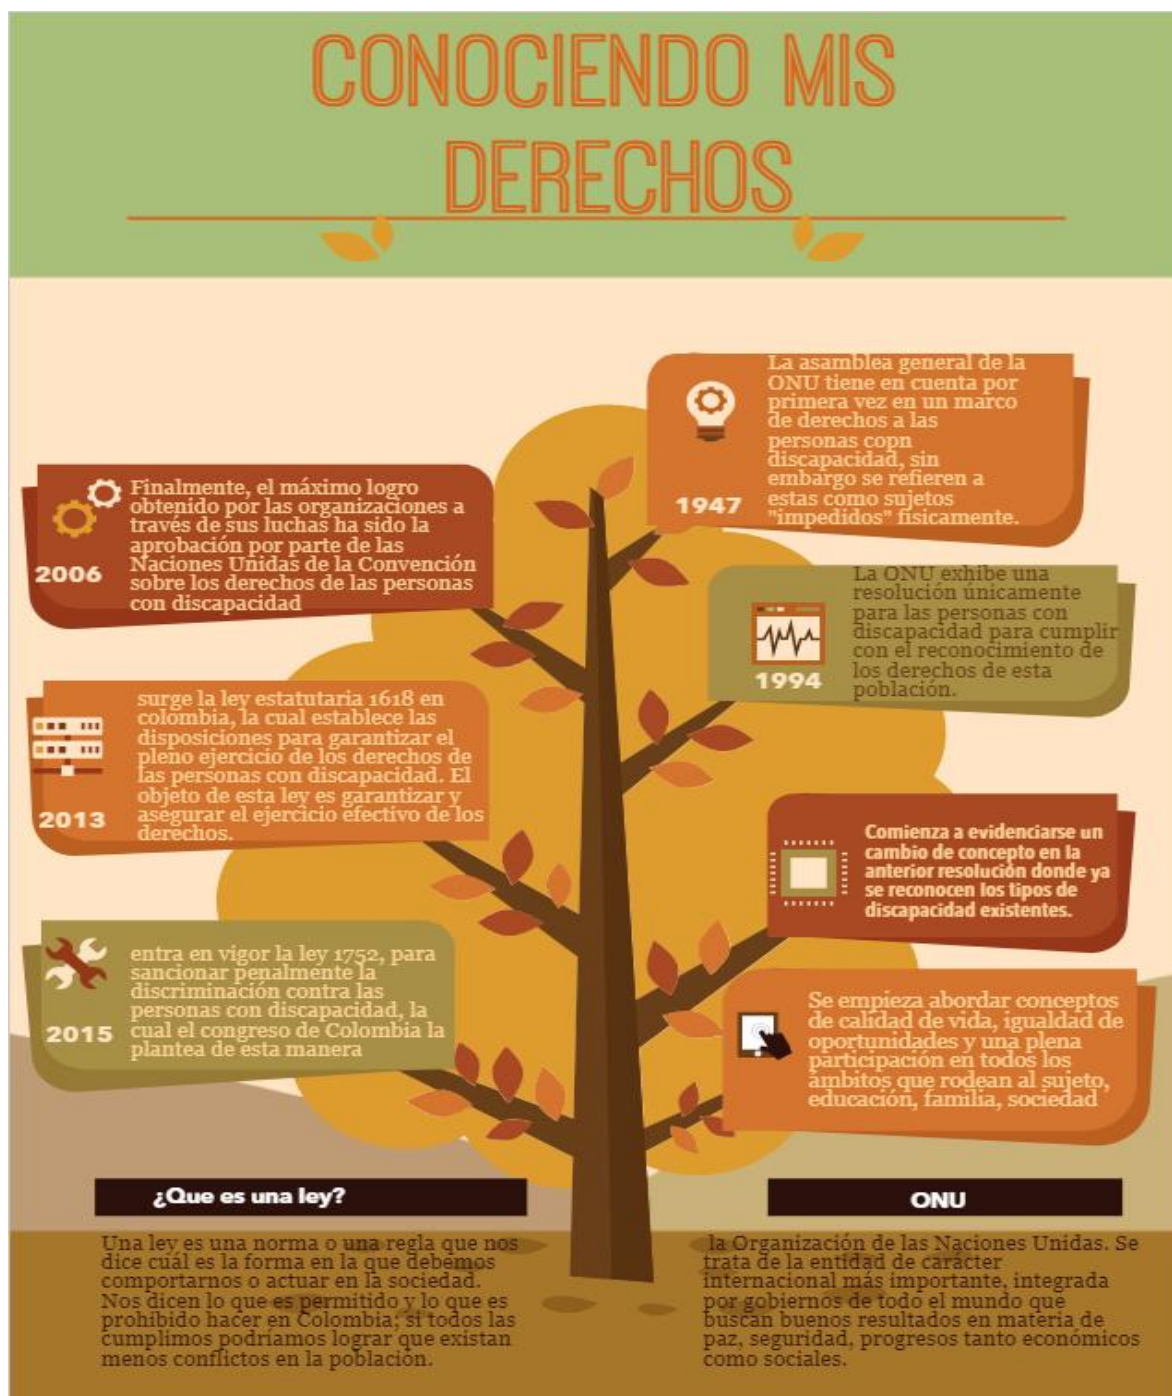 CONOCIENDO MIS
DERECHOS
La asamblea general de la
ONU tiene en cuenta por
primera vez en un marco
de derechos a las
personas copn
discapacidad, sin
embargo se refieren a
estas como sujetos
"impedidos" fisicamente.
1947
La ONU exhibe una
resolución únicamente
para las personas con
discapacidad para cumplir
con el reconocimiento de
los derechos de esta
población.
1994
Comienza a evidenciarse un
cambio de concepto en la
anterior resolución donde ya
se reconocen los tipos de
discapacidad existentes.
Se empieza abordar conceptos
de calidad de vida, igualdad de
oportunidades y una plena
participación en todos los
ámbitos que rodean al sujeto,
educación, familia, sociedad
Finalmente, el máximo logro
obtenido por las organizaciones a
través de sus luchas ha sido la
aprobación por parte de las
Naciones Unidas de la Convención
sobre los derechos de las personas
con discapacidad
2006
surge la ley estatutaria 1618 en
colombia, la cual establece las
disposiciones para garantizar el
pleno ejercicio de los derechos de
las personas con discapacidad. El
objeto de esta ley es garantizar y
asegurar el ejercicio efectivo de los
derechos.
2013
entra en vigor la ley 1752, para
sancionar penalmente la
discriminación contra las
personas con discapacidad, la
cual el congreso de Colombia la
plantea de esta manera
2015
¿Que es una ley?
Una ley es una norma o una regla que nos
dice cuál es la forma en la que debemos
comportarnos o actuar en la sociedad.
Nos dicen lo que es permitido y lo que es
prohibido hacer en Colombia; si todos las
cumplimos podríamos lograr que existan
menos conflictos en la población.
ONU
la Organización de las Naciones Unidas. Se
trata de la entidad de carácter
internacional más importante, integrada
por gobiernos de todo el mundo que
buscan buenos resultados en materia de
paz, seguridad, progresos tanto económicos
como sociales.